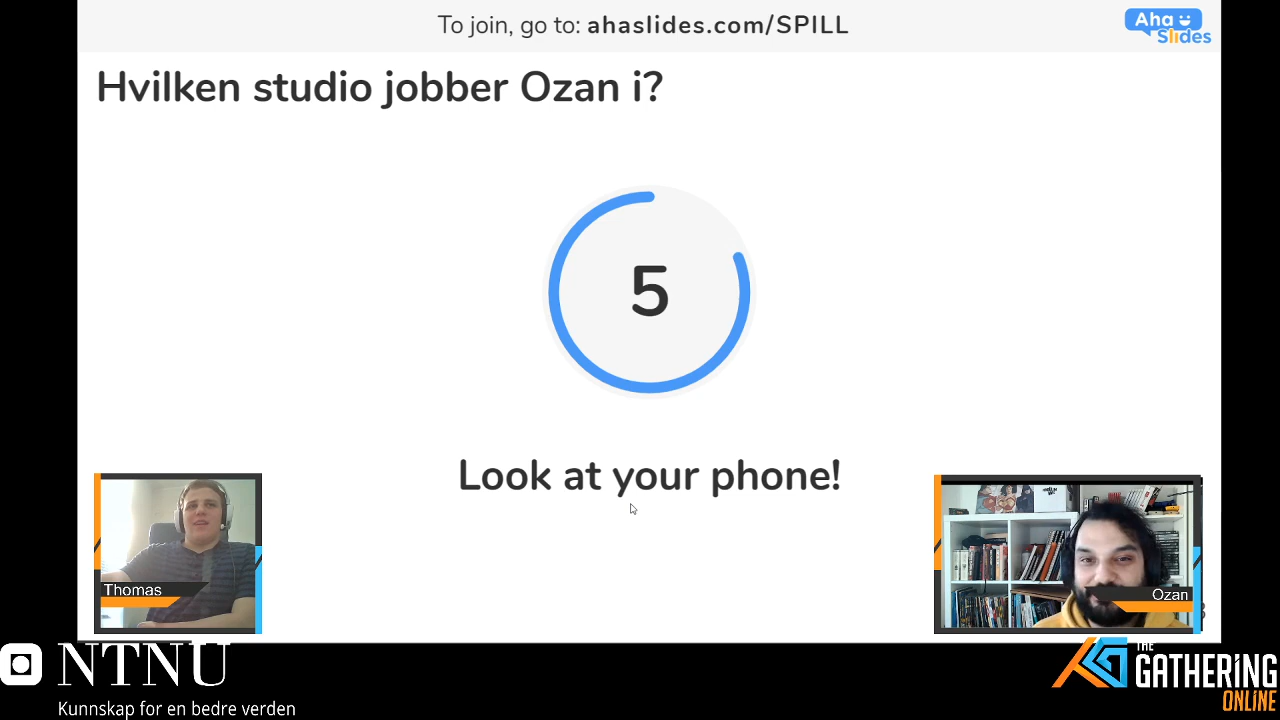 To join, go to: ahaslides.com/SPILL
Aha
Slides
Hvilken studio jobber Ozan i?
5
Look at your phone!
Thomas
Ozan
NTNU
Kunnskap for en bedre verden
THE
GATHERING
ONLINE